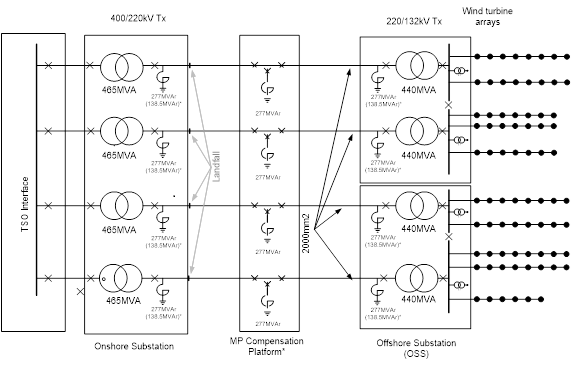 400/220kV Tx
220/132kV Tx
Wind turbine
arrays
TSO Interface
465MVA
277MVAr
(138.5MVAr)*
277MVAr
277MVAr
(138.5MVAr)*
440MVA
465MVA
277MVAr
(138.5MVAr)*
277MVAr
277MVAr
(138.5MVAr)*
440MVA
Landfall
2000mm2
465MVA
277MVAr
(138.5MVAr)*
277MVAr
277MVAr
(138.5MVAr)*
440MVA
465MVA
277MVAr
(138.5MVAr)*
277MVAr
277MVAr
(138.5MVAr)*
440MVA
Onshore Substation
MP Compensation
Platform*
Offshore Substation
(OSS)